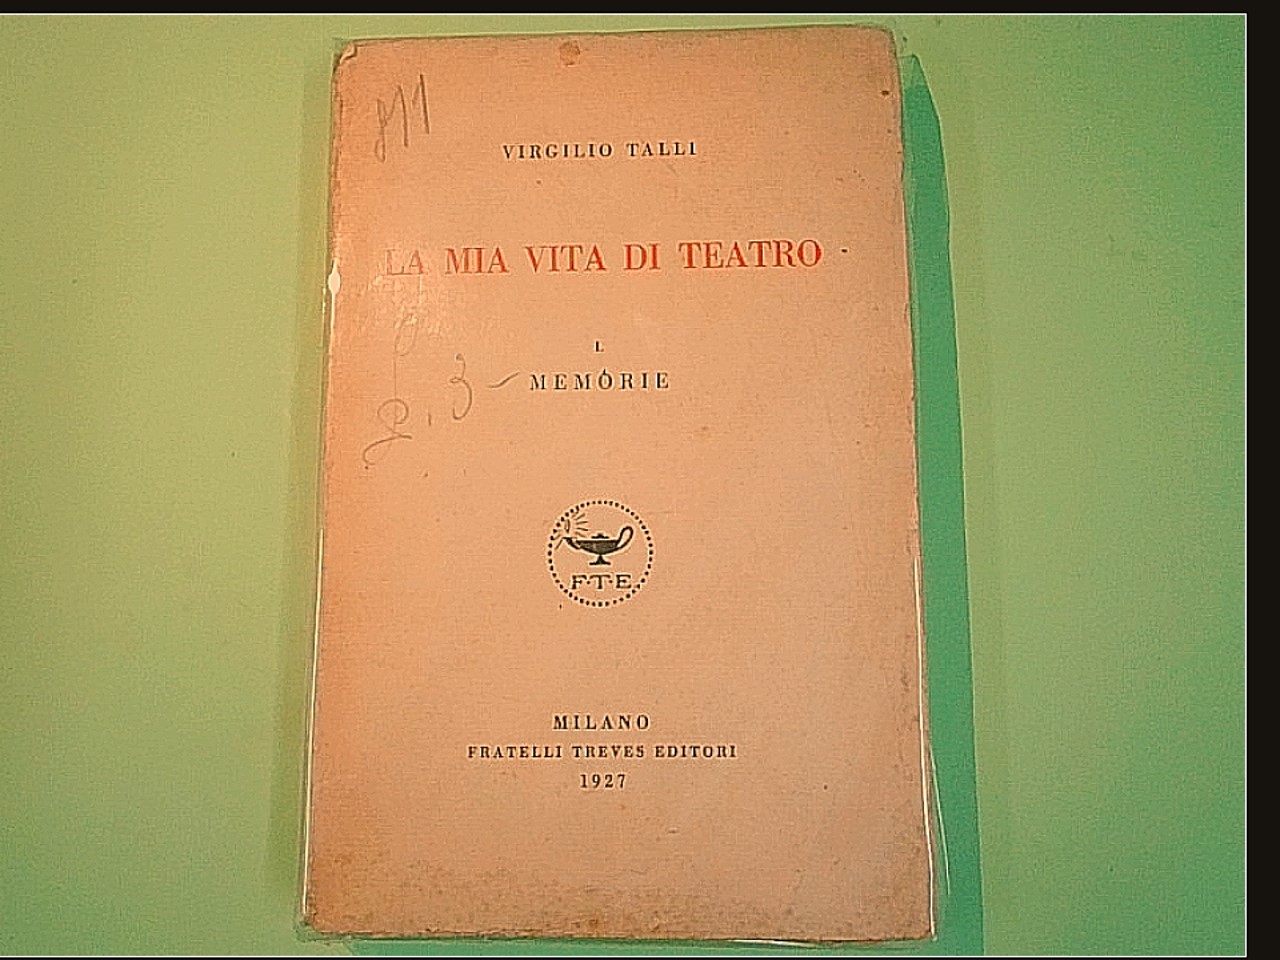 VIRGILIO TALLI
LA MIA VITA DI TEATRO
I.
MEMORIE
F·T·E
MILANO
FRATELLI TREVES EDITORI
1927